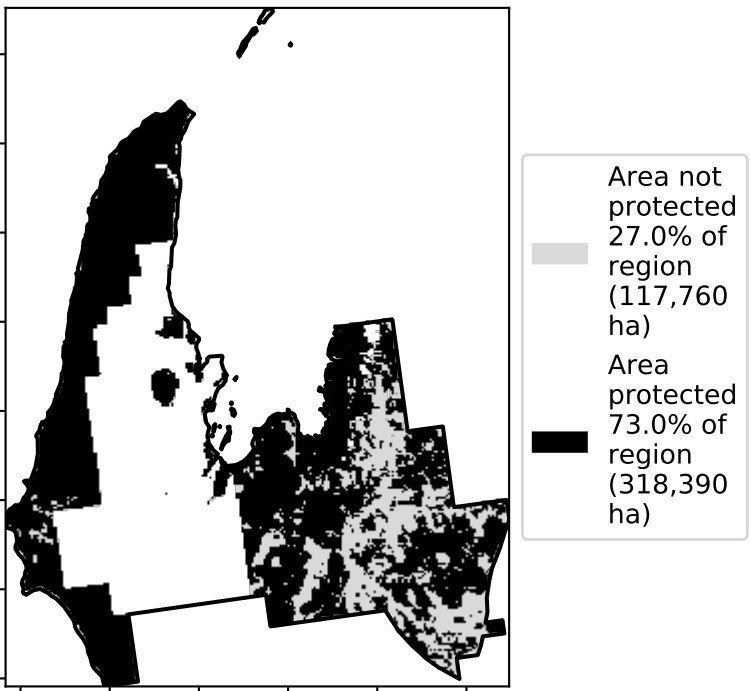 Area not
protected
27.0% of
region
(117,760
ha)
Area
protected
73.0% of
region
(318,390
ha)